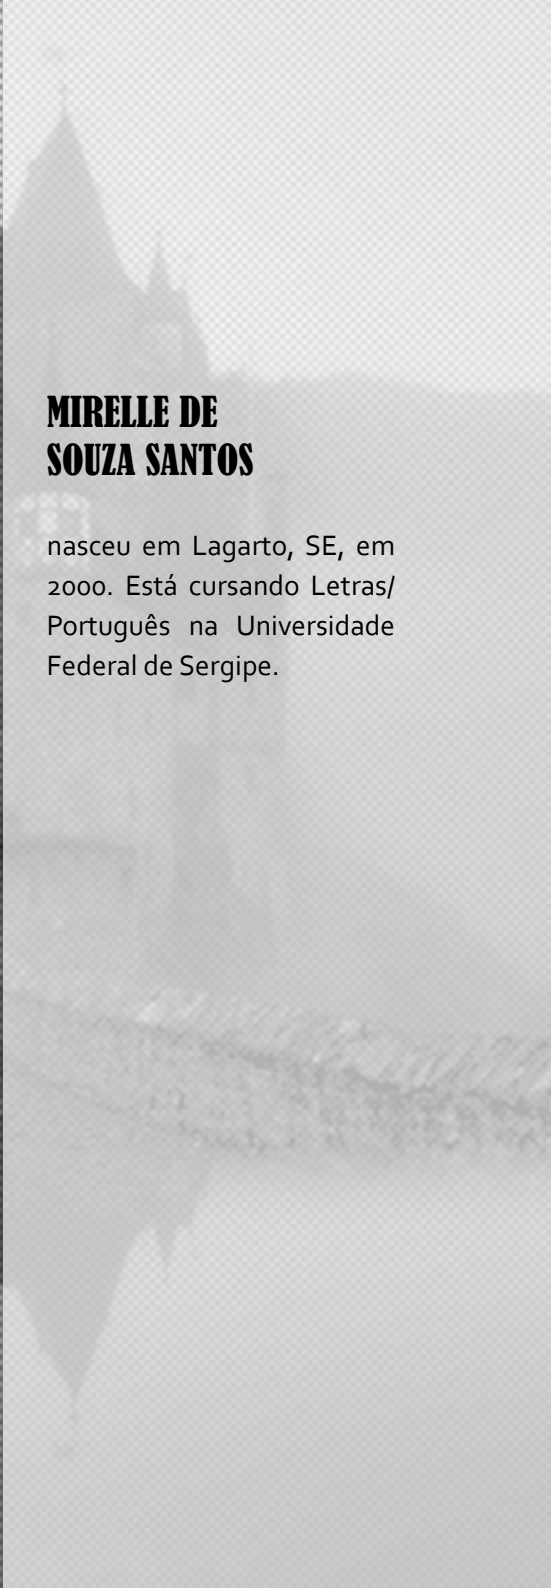 MIRELLE DE
SOUZA SANTOS
nasceu em Lagarto, SE, em
2000. Está cursando Letras/
Português na Universidade
Federal de Sergipe.